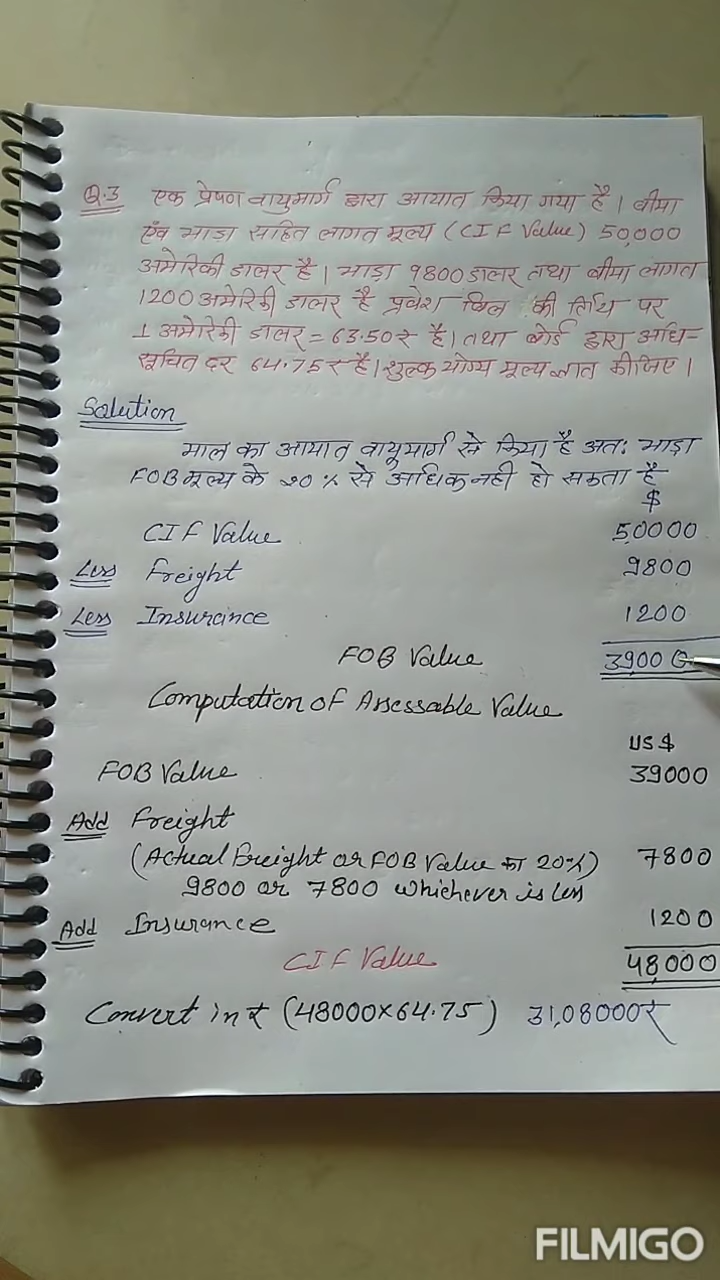 Q.3 एक प्रेषण वायुमार्ग द्वारा आयात किया गया है। बीमा
एंव भाड़ा सहित लागत मूल्य (CIF Value) 50,000
अमेरिकी डालर है। भाड़ा 9800 डालर तथा बीमा लागत
1200 अमेरिकी डालर है प्रवेश बिल की तिथि पर
1 अमेरिकी डालर = 63.50₹ है। तथा बोर्ड द्वारा अधि-
सूचित दर 64.75₹ है। शुल्क योग्य मूल्य ज्ञात कीजिए।
Solution
माल का आयात वायुमार्ग से किया है अतः भाड़ा
FOB मूल्य के 20% से अधिक नही हो सकता है
$
CIF Value 50000
Less Freight 9800
Less Insurance 1200
FOB Value 39000
Computation of Assessable Value
US $
FOB Value 39000
Add Freight
(Actual Freight or FOB Value का 20%) 7800
9800 or 7800 whichever is less
Add Insurance 1200
CIF Value 48,000
Convert in ₹ (48000×64.75) 31,08000₹
FILMIGO